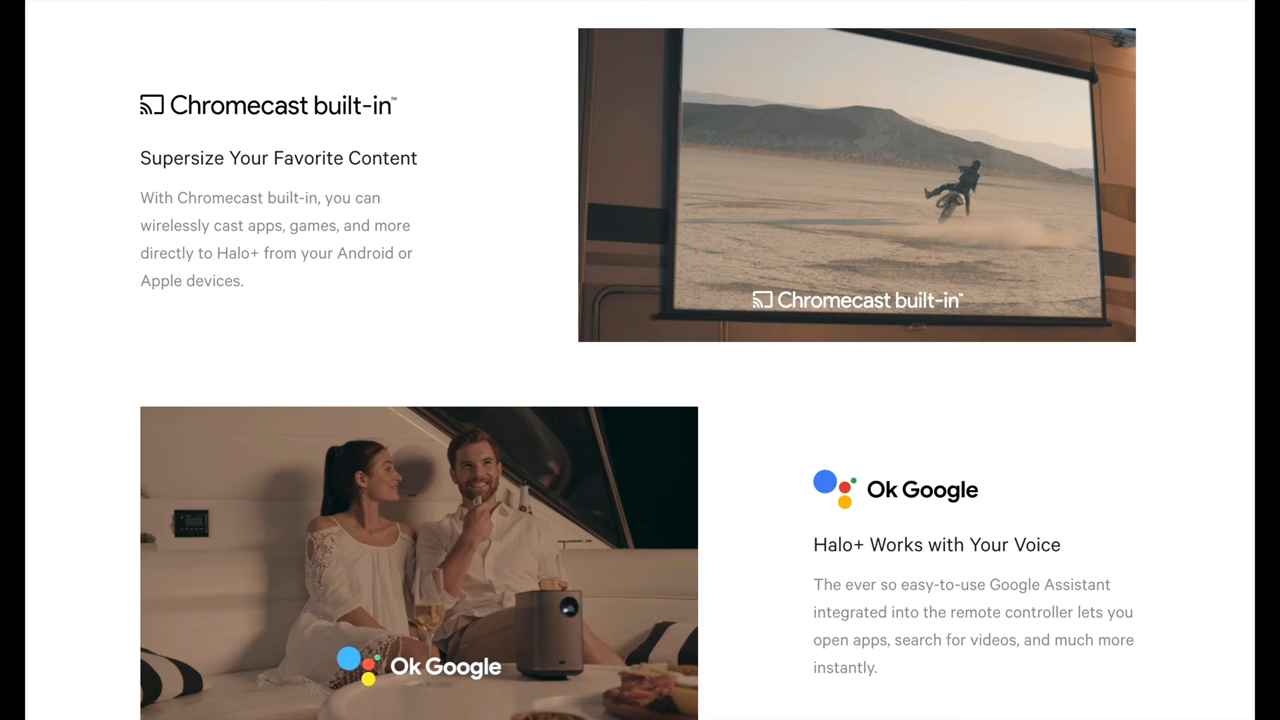 Chromecast built-in™
Supersize Your Favorite Content
With Chromecast built-in, you can
wirelessly cast apps, games, and more
directly to Halo+ from your Android or
Apple devices.
Chromecast built-in™
Ok Google
Ok Google
Halo+ Works with Your Voice
The ever so easy-to-use Google Assistant
integrated into the remote controller lets you
open apps, search for videos, and much more
instantly.